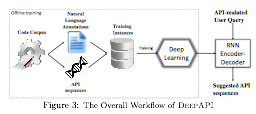 Offline training
Natural
Language
Annotations
Training
Instances
API-realated
User Query
Code Corpus
Training
Deep
Learning
RNN
Encoder-
Decoder
API
sequences
Suggested API
sequences
Figure 3: The Overall Workflow of DEEPAPI